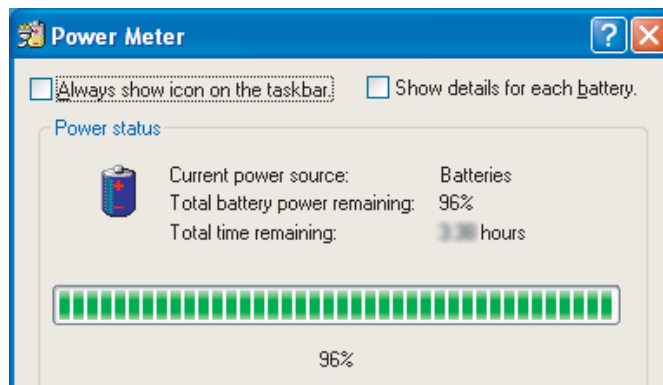 Power Meter
Always show icon on the taskbar. Show details for each battery.
Power status
Current power source: Batteries
Total battery power remaining: 96%
Total time remaining: hours
96%